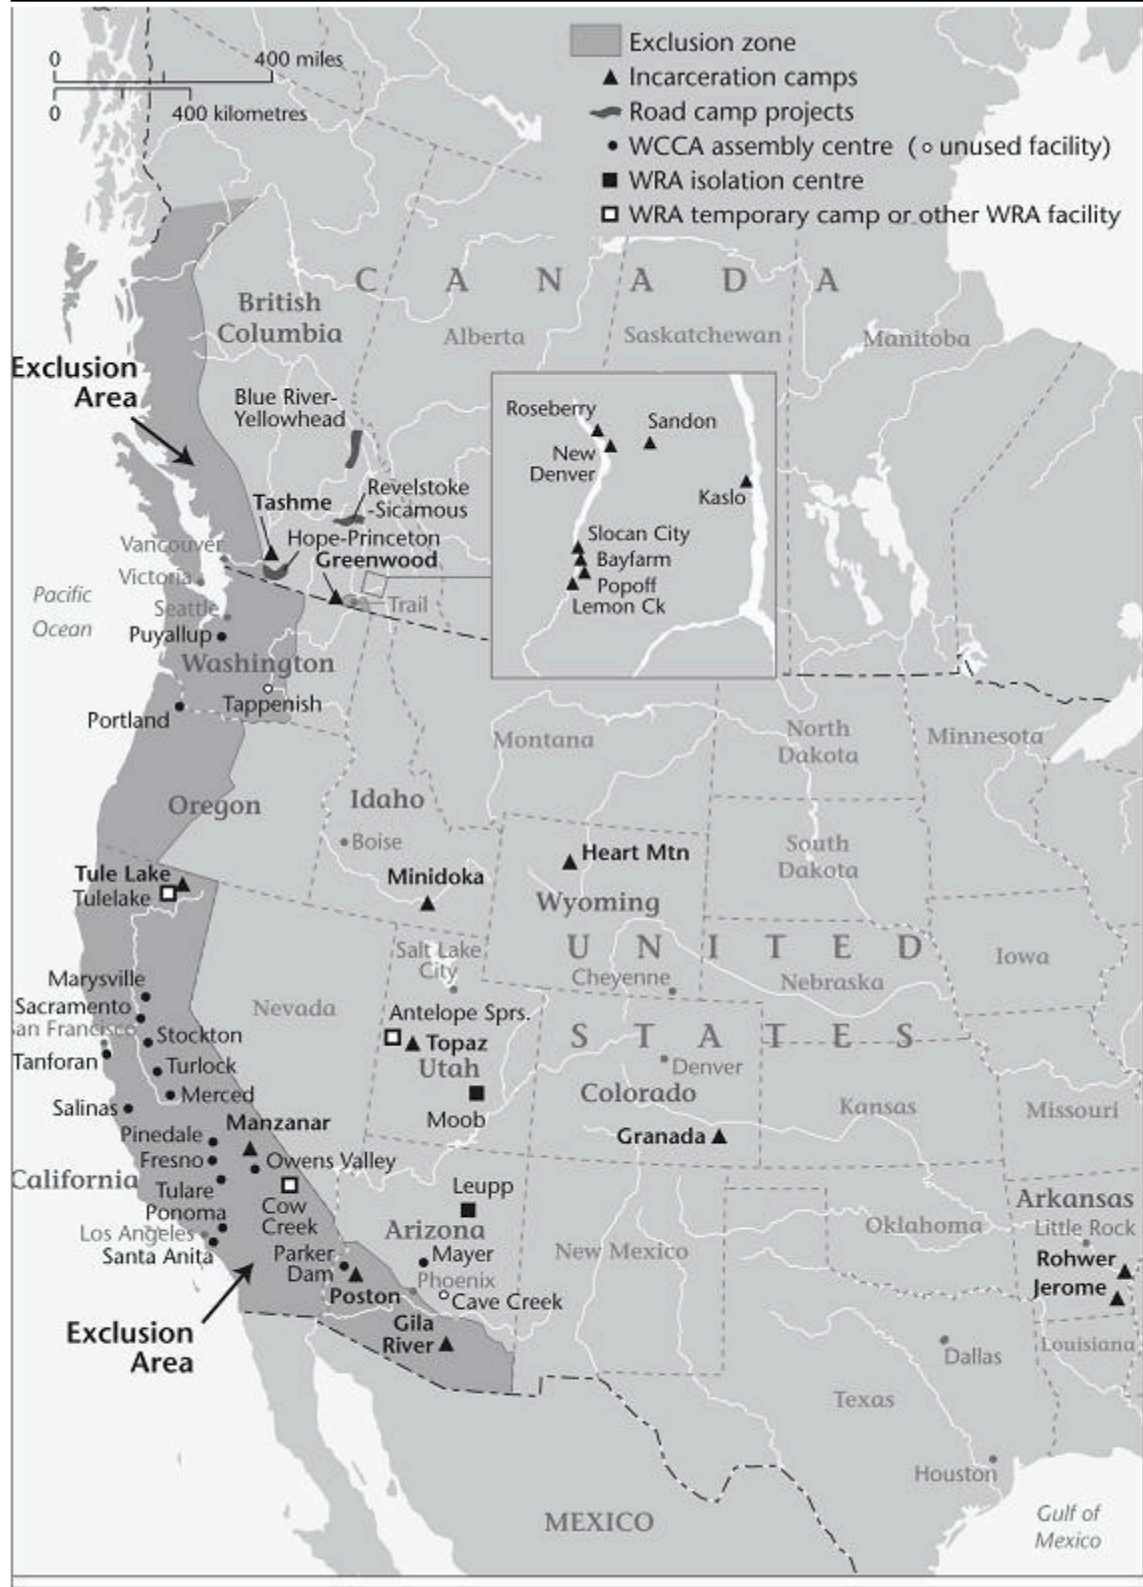 0 400 miles
0 400 kilometres
Exclusion zone
Incarceration camps
Road camp projects
WCCA assembly centre ( unused facility)
WRA isolation centre
WRA temporary camp or other WRA facility
CANADA
British
Columbia
Alberta
Saskatchewan
Manitoba
Exclusion
Area
Blue River-
Yellowhead
Roseberry
Sandon
New
Denver
Kaslo
Slocan City
Bayfarm
Popoff
Lemon Ck
Tashme
Revelstoke
-Sicamous
Hope-Princeton
Greenwood
Vancouver
Victoria
Trail
Pacific
Ocean
Seattle
Puyallup
Washington
Tappenish
Portland
Montana
North
Dakota
Minnesota
Oregon
Idaho
Boise
South
Dakota
Heart Mtn
Tule Lake
Tulelake
Minidoka
Wyoming
UNITED
Salt Lake
City
Cheyenne
Nebraska
Iowa
Marysville
Sacramento
San Francisco
Nevada
Antelope Sprs.
Stockton
Topaz
STATES
Tanforan
Turlock
Utah
Denver
Merced
Colorado
Salinas
Moob
Kansas
Missouri
Pinedale
Manzanar
Granada
Fresno
Owens Valley
California
Tulare
Leupp
Ponoma
Cow
Creek
Arizona
Arkansas
Los Angeles
Santa Anita
New Mexico
Oklahoma
Little Rock
Parker
Dam
Mayer
Rohwer
Phoenix
Jerome
Poston
Cave Creek
Gila
River
Exclusion
Area
Louisiana
Dallas
Texas
Houston
MEXICO
Gulf of
Mexico